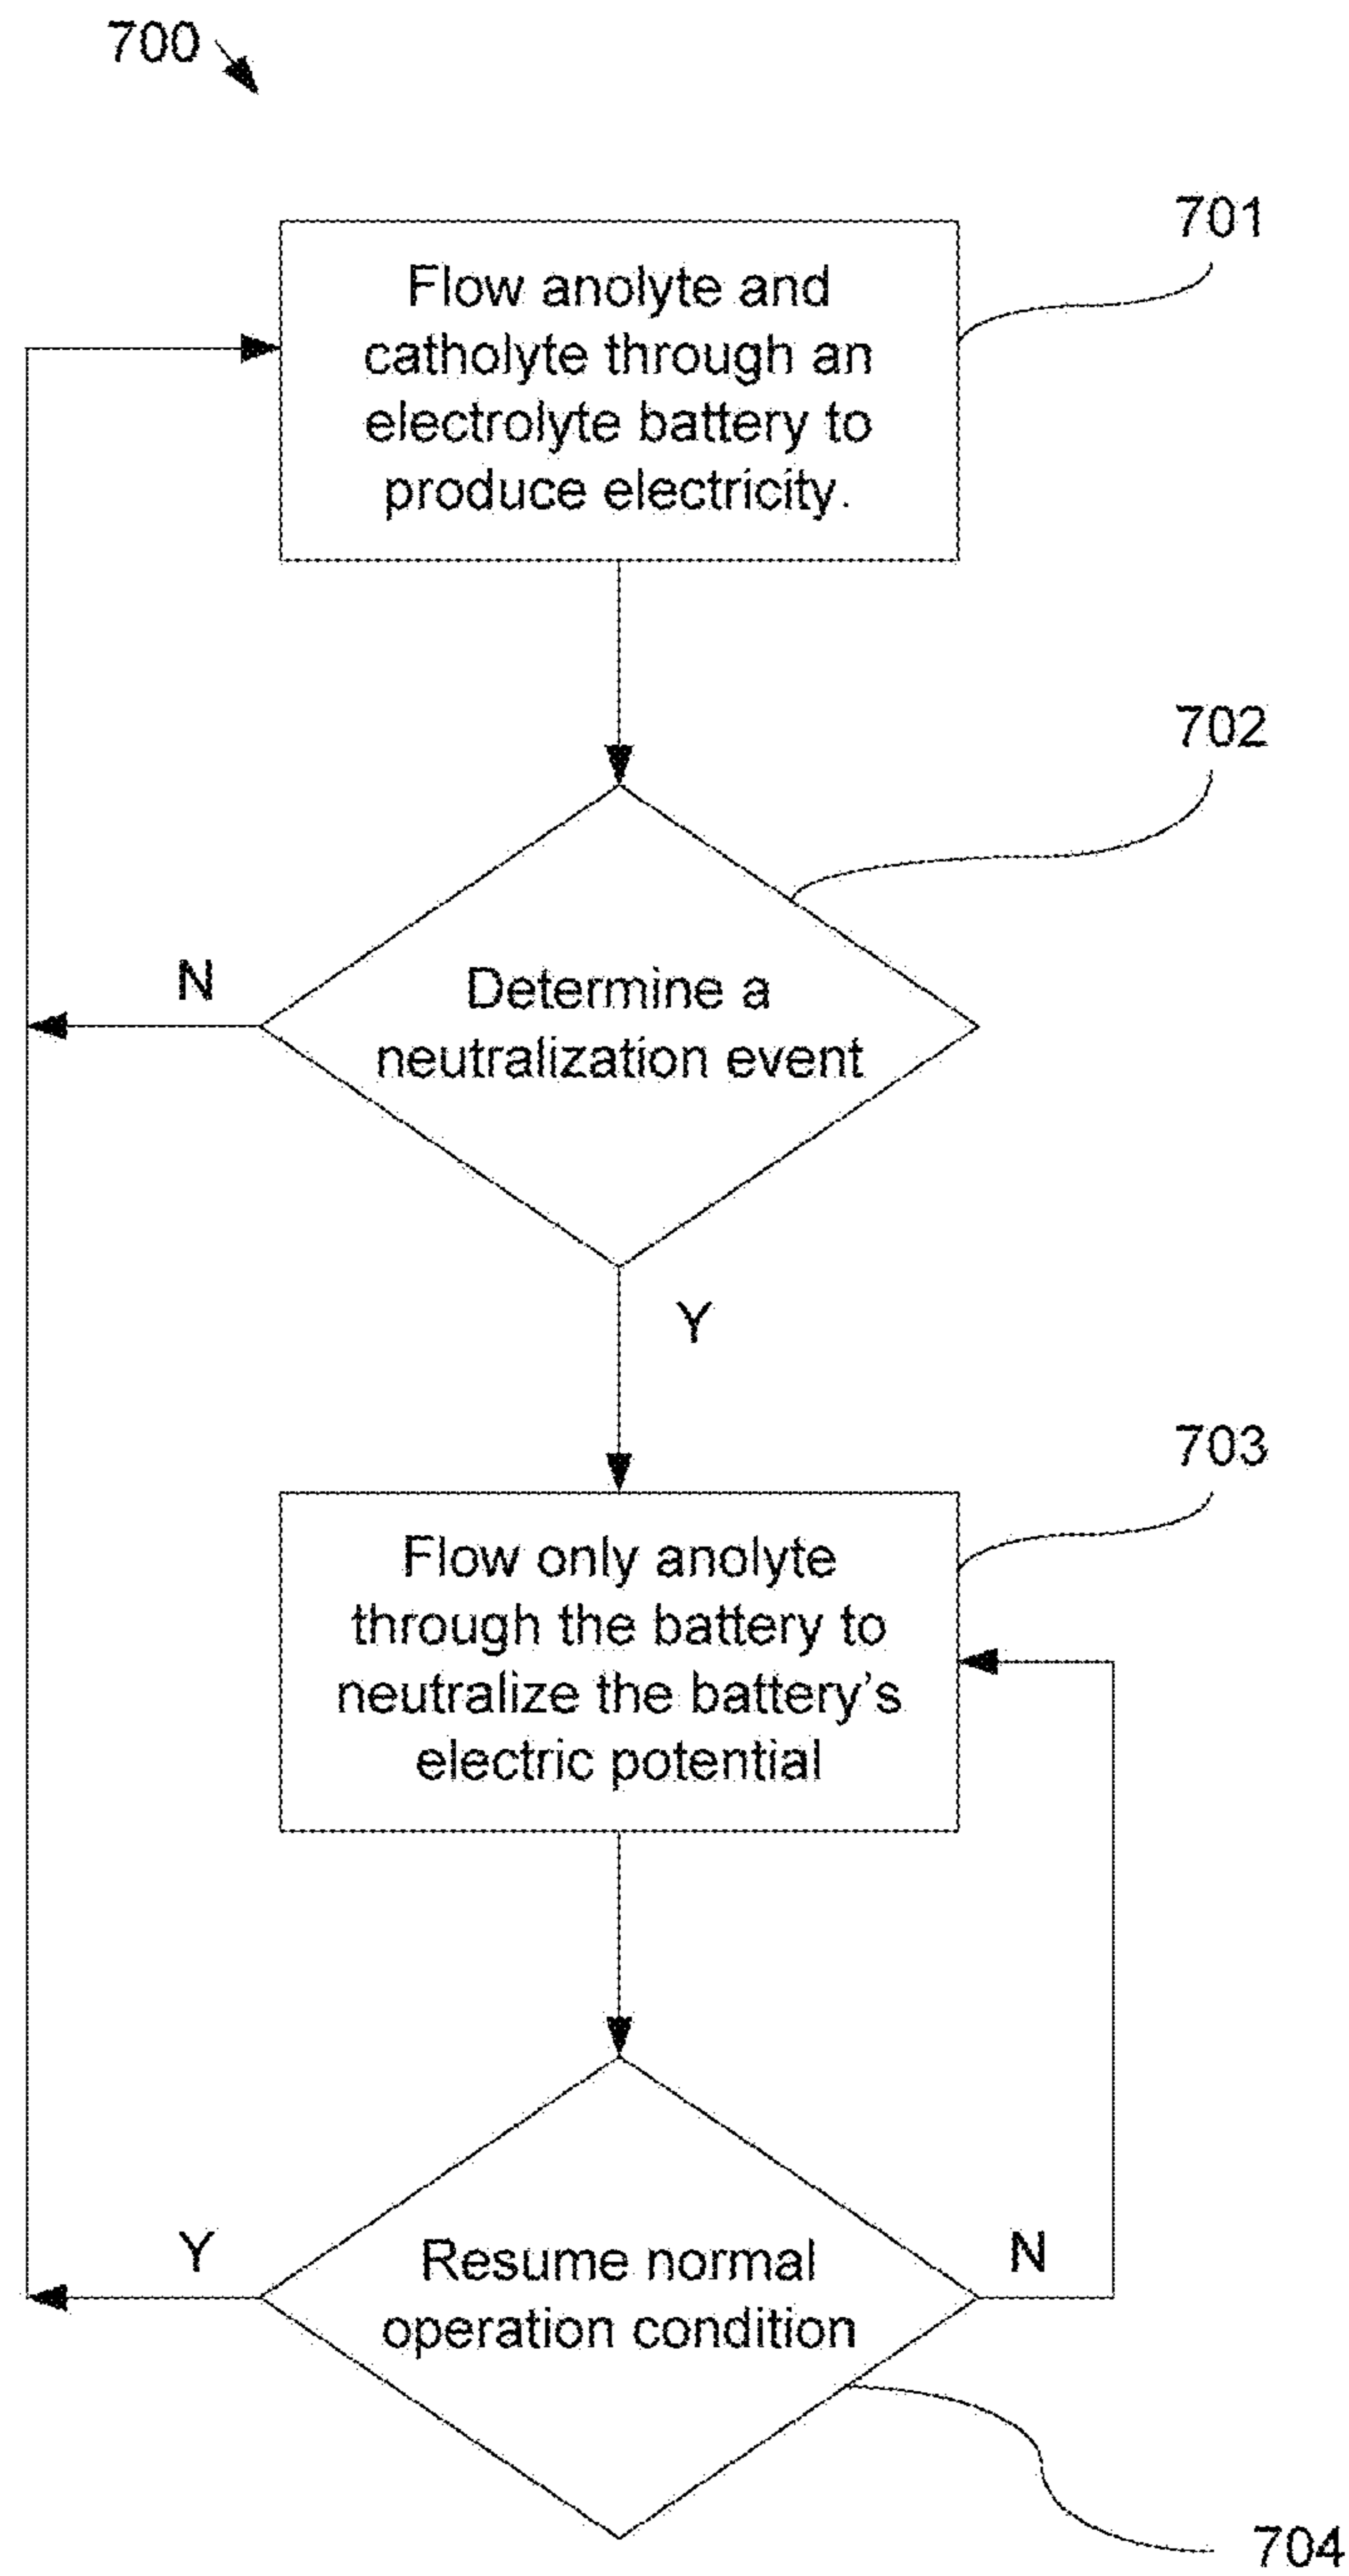 700
701
Flow anolyte and
catholyte through an
electrolyte battery to
produce electricity.
702
N
Determine a
neutralization event
Y
703
Flow only anolyte
through the battery to
neutralize the battery's
electric potential
Y
Resume normal
operation condition
N
704